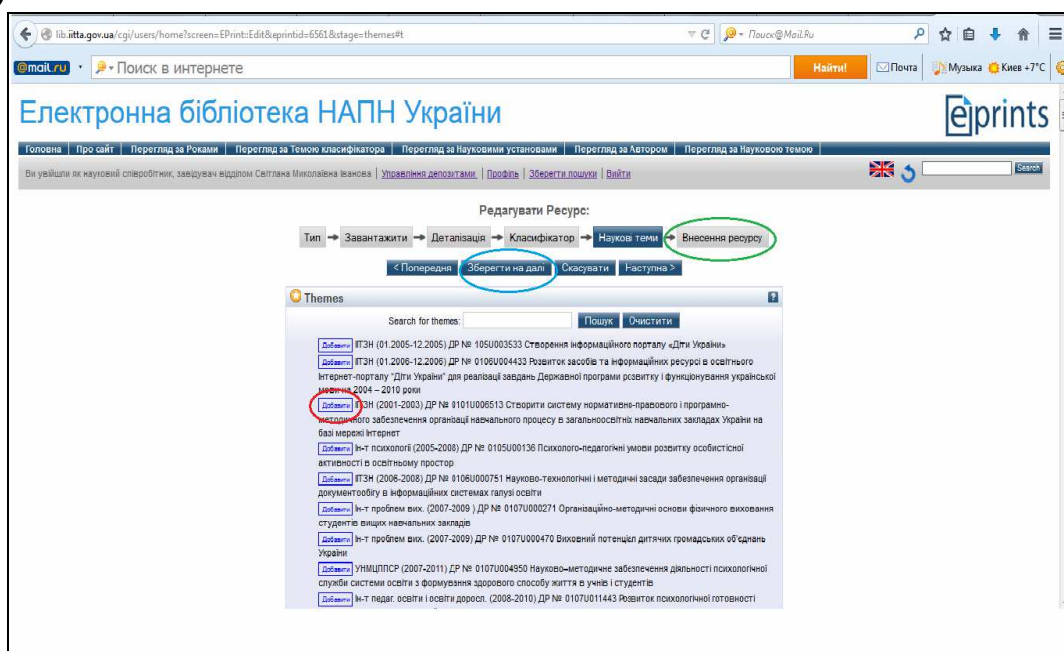 lib.iitta.gov.ua/cgi/users/home?screen=EPrint::Edit&eprintid=6561&stage=themes#t
Поиск@Mail.Ru
@mail.ru Поиск в интернете Найти! Почта Музыка Киев +7°C
Електронна бібліотека НАПН України
eprints
Головна | Про сайт | Перегляд за Роками | Перегляд за Темою класифікатора | Перегляд за Науковими установами | Перегляд за Автором | Перегляд за Науковою темою
Ви увійшли як науковий співробітник, завідувач відділом Світлана Миколаївна Іванова | Управління депозитами | Профіль | Зберегти пошуки | Вийти
Search
Редагувати Ресурс:
Тип → Завантажити → Деталізація → Класифікатор → Наукові теми → Внесення ресурсу
< Попередня Зберегти на далі Скасувати Наступна >
Themes ?
Search for themes: Пошук Очистити
Добавити ІІТЗН (01.2005-12.2005) ДР № 105U003533 Створення інформаційного порталу «Діти України»
Добавити ІІТЗН (01.2006-12.2006) ДР № 0106U004433 Розвиток засобів та інформаційних ресурсі в освітнього
Інтернет-порталу "Діти України" для реалізації завдань Державної програми розвитку і функціонування української
мови на 2004 – 2010 роки
Добавити ІІТЗН (2001-2003) ДР № 0101U006513 Створити систему нормативно-правового і програмно-
методичного забезпечення організації навчального процесу в загальноосвітніх навчальних закладах України на
базі мережі Інтернет
Добавити Ін-т психології (2005-2008) ДР № 0105U00136 Психолого-педагогічні умови розвитку особистісної
активності в освітньому простор
Добавити ІІТЗН (2006-2008) ДР № 0106U000751 Науково-технологічні і методичні засади забезпечення організації
документообігу в інформаційних системах галузі освіти
Добавити Ін-т проблем вих. (2007-2009 ) ДР № 0107U000271 Організаційно-методичні основи фізичного виховання
студентів вищих навчальних закладів
Добавити Ін-т проблем вих. (2007-2009) ДР № 0107U000470 Виховний потенціал дитячих громадських об'єднань
України
Добавити УНМЦППСР (2007-2011) ДР № 0107U004950 Науково–методичне забезпечення діяльності психологічної
служби системи освіти з формування здорового способу життя в учнів і студентів
Добавити Ін-т педаг. освіти і освіти доросл. (2008-2010) ДР № 0107U011443 Розвиток психологічної готовності